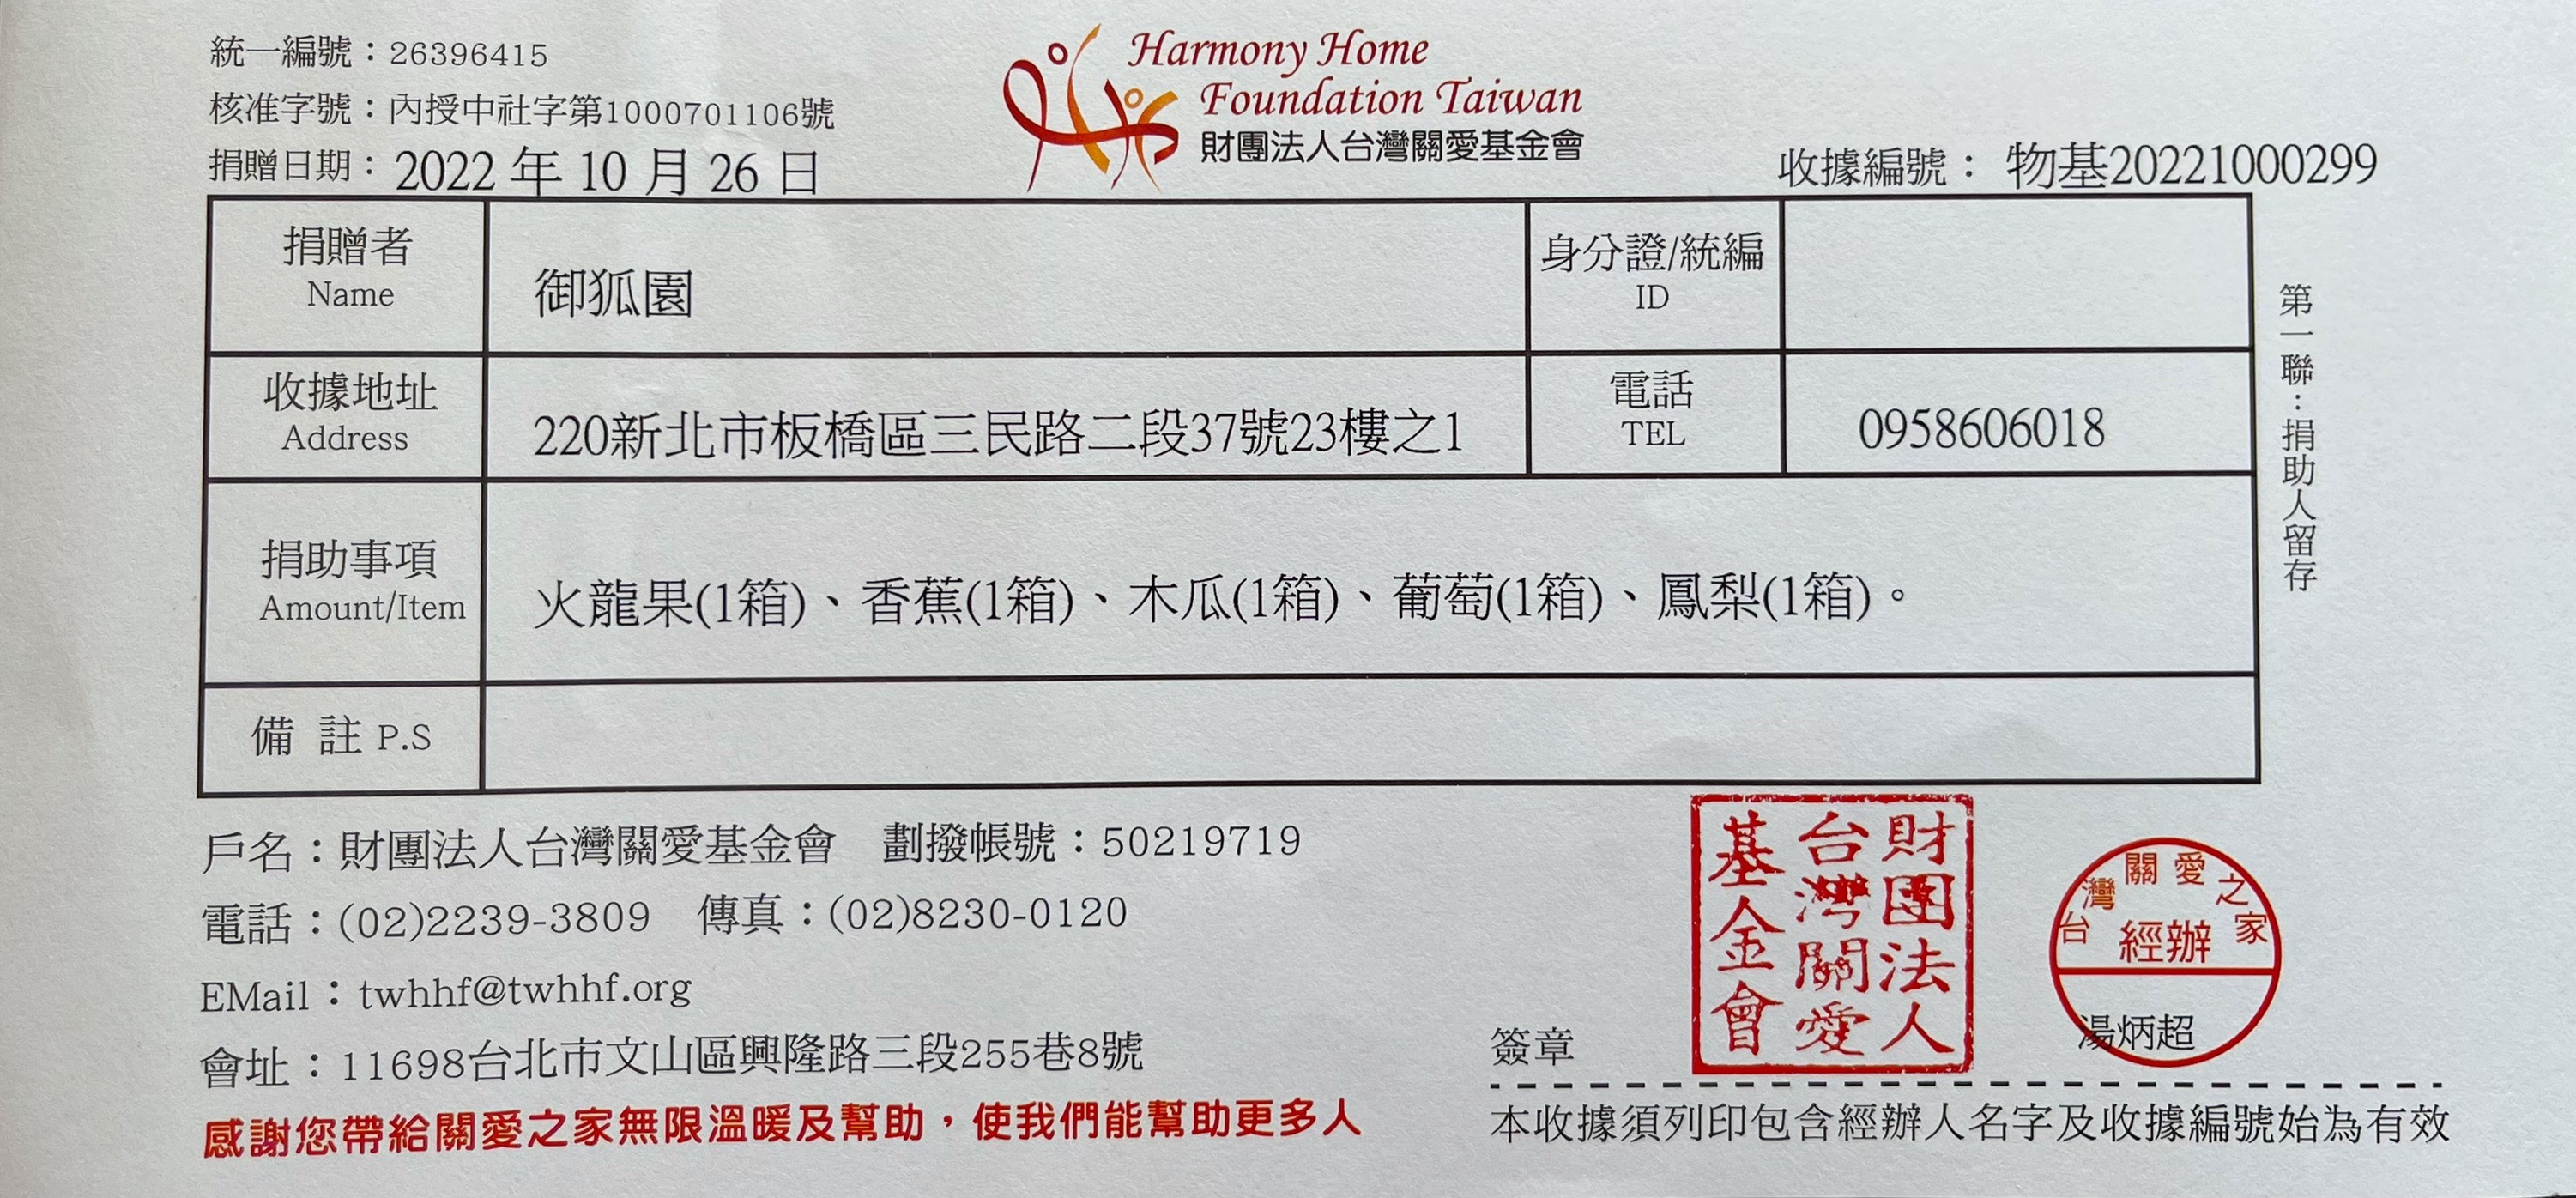 統一編號：26396415
核准字號：內授中社字第1000701106號
捐贈日期：2022 年 10 月 26 日
Harmony Home
Foundation Taiwan
財團法人台灣關愛基金會
收據編號： 物基20221000299
捐贈者
Name
御狐園
身分證/統編
ID
收據地址
Address
220新北市板橋區三民路二段37號23樓之1
電話
TEL
0958606018
捐助事項
Amount/Item
火龍果(1箱)、香蕉(1箱)、木瓜(1箱)、葡萄(1箱)、鳳梨(1箱)。
備 註 P.S
第一聯：捐助人留存
戶名：財團法人台灣關愛基金會 劃撥帳號：50219719
電話：(02)2239-3809 傳真：(02)8230-0120
EMail：twhhf@twhhf.org
會址：11698台北市文山區興隆路三段255巷8號
感謝您帶給關愛之家無限溫暖及幫助，使我們能幫助更多人
簽章
財團法人
台灣關愛
基金會
台灣關愛之家
經辦
湯炳超
本收據須列印包含經辦人名字及收據編號始為有效